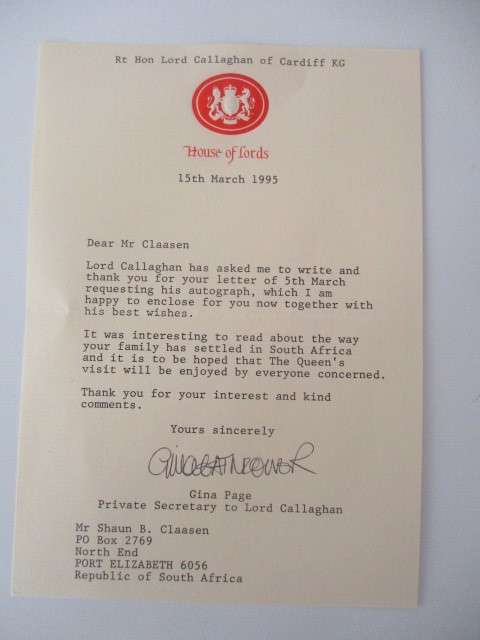 Rt Hon Lord Callaghan of Cardiff KG
House of Lords
15th March 1995
Dear Mr Claasen
Lord Callaghan has asked me to write and
thank you for your letter of 5th March
requesting his autograph, which I am
happy to enclose for you now together with
his best wishes.
It was interesting to read about the way
your family has settled in South Africa
and it is to be hoped that The Queen's
visit will be enjoyed by everyone concerned.
Thank you for your interest and kind
comments.
Yours sincerely
Gina Page
Private Secretary to Lord Callaghan
Mr Shaun B. Claasen
PO Box 2769
North End
PORT ELIZABETH 6056
Republic of South Africa